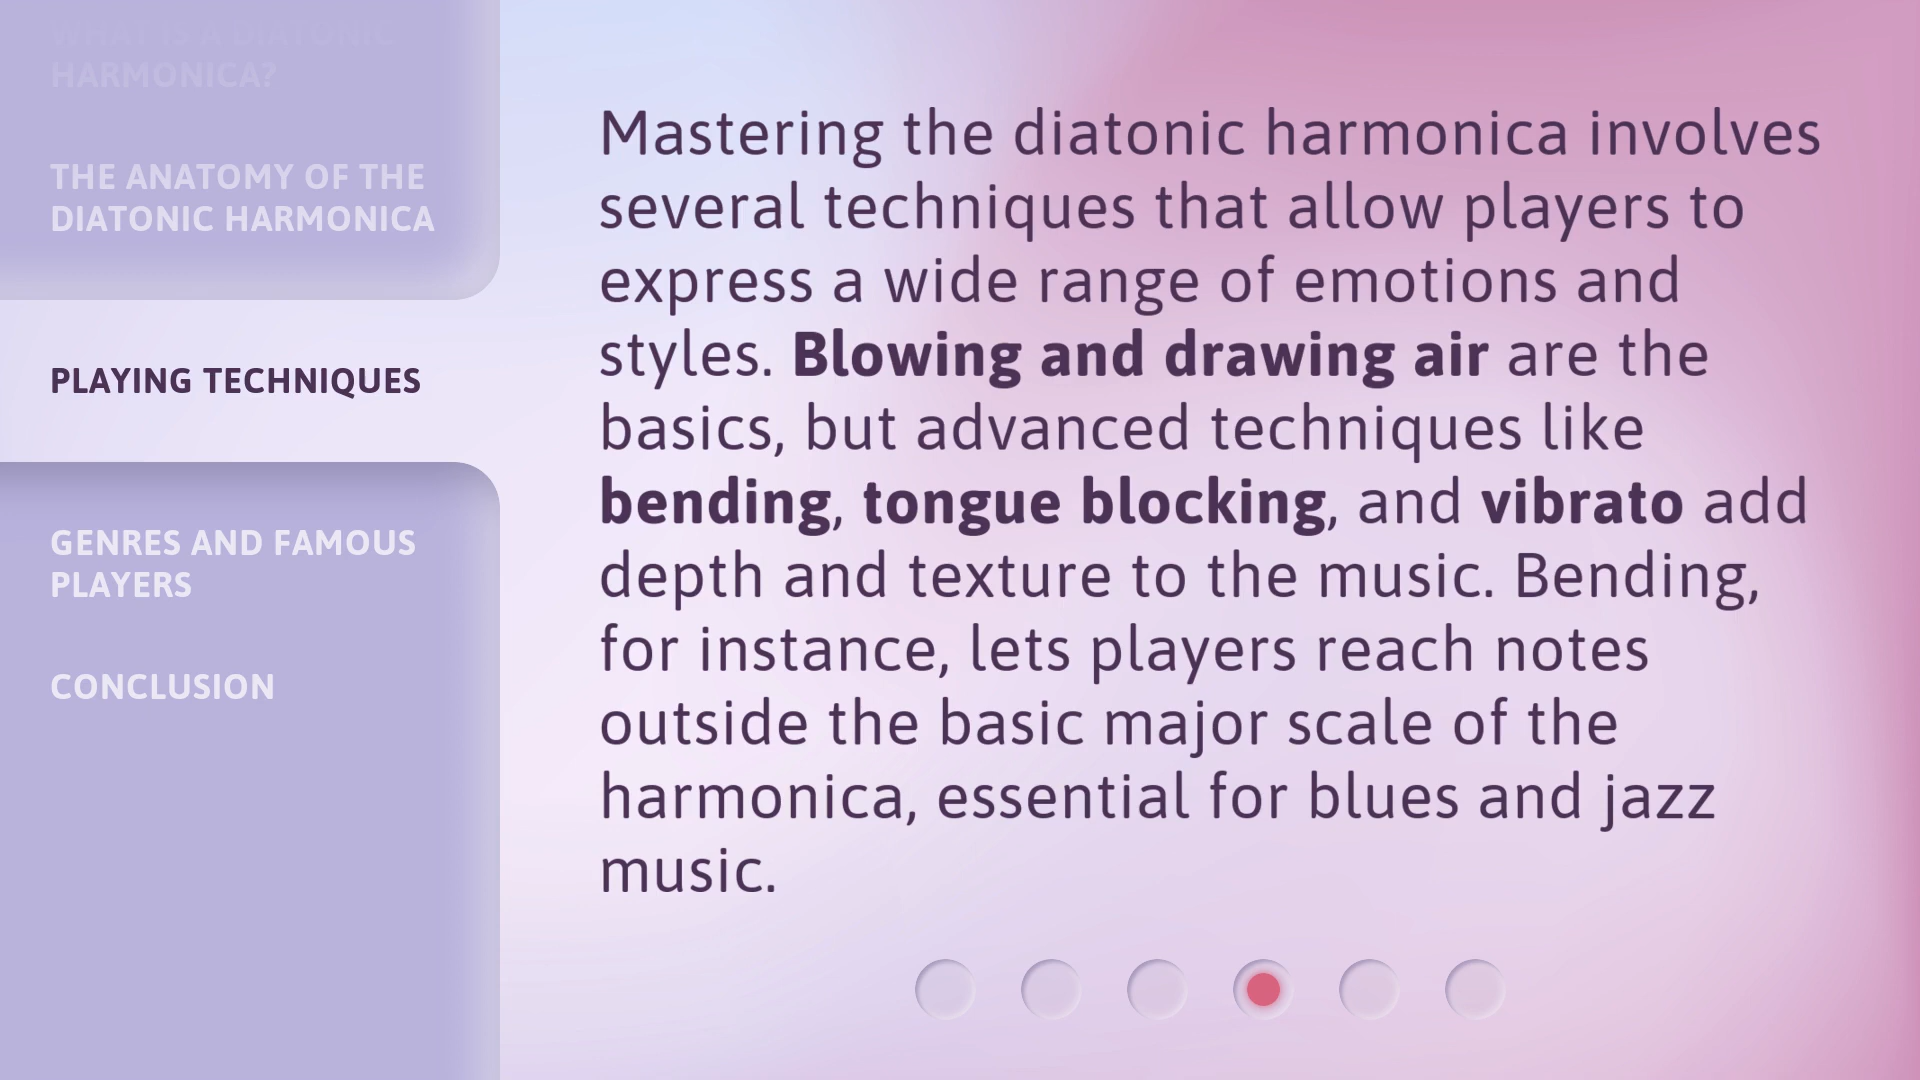 WHAT IS A DIATONIC
HARMONICA?
THE ANATOMY OF THE
DIATONIC HARMONICA
PLAYING TECHNIQUES
GENRES AND FAMOUS
PLAYERS
CONCLUSION
Mastering the diatonic harmonica involves
several techniques that allow players to
express a wide range of emotions and
styles. Blowing and drawing air are the
basics, but advanced techniques like
bending, tongue blocking, and vibrato add
depth and texture to the music. Bending,
for instance, lets players reach notes
outside the basic major scale of the
harmonica, essential for blues and jazz
music.